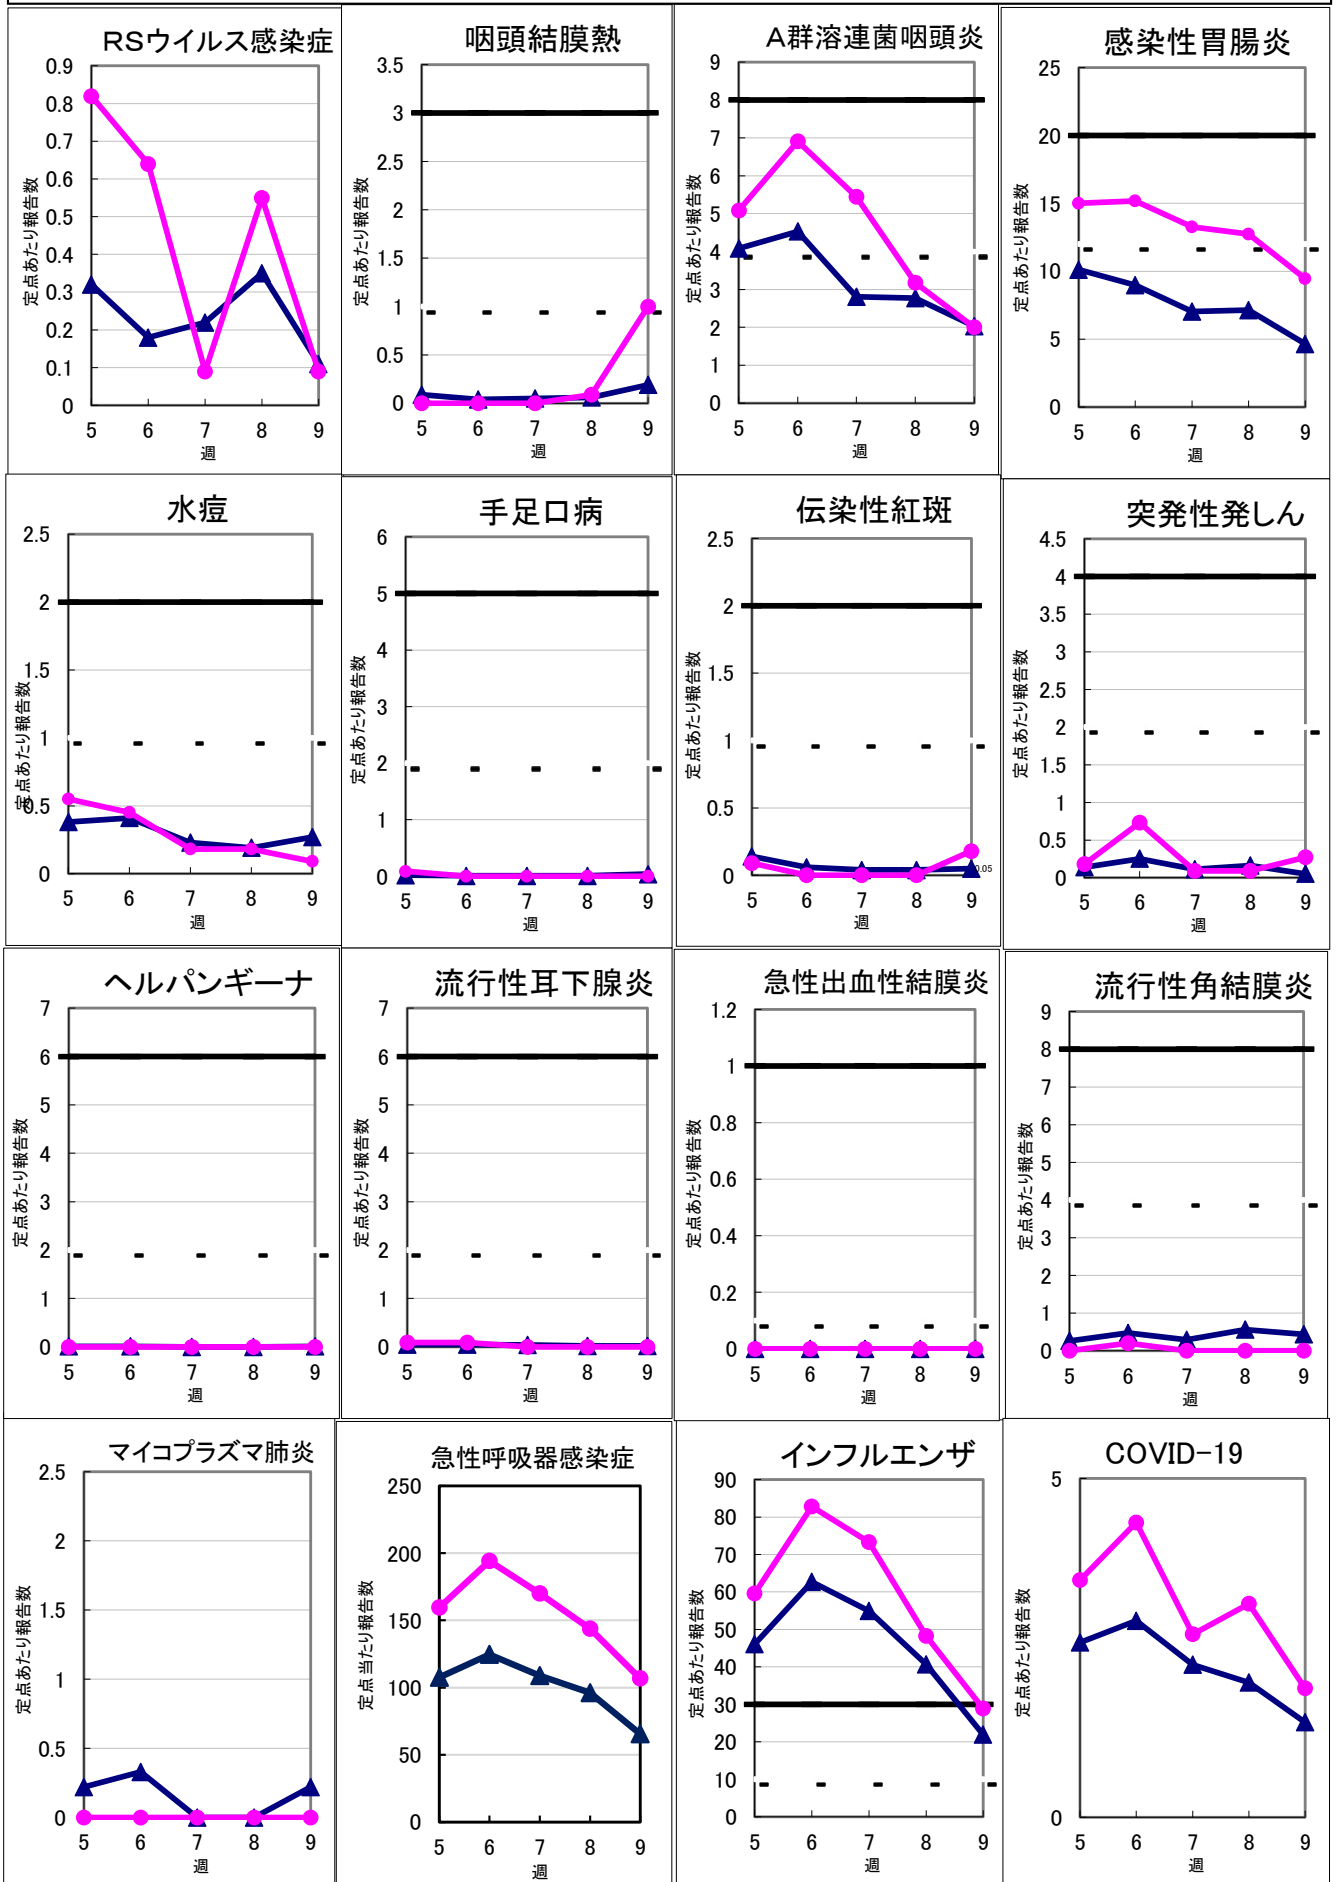 RSウイルス感染症
0.9
0.8
0.7
0.6
0.5
0.4
0.3
0.2
0.1
0
定点あたり報告数
5 6 7 8 9
週
咽頭結膜熱
3.5
3
2.5
2
1.5
1
0.5
0
定点あたり報告数
5 6 7 8 9
週
A群溶連菌咽頭炎
9
8
7
6
5
4
3
2
1
0
定点あたり報告数
5 6 7 8 9
週
感染性胃腸炎
25
20
15
10
5
0
定点あたり報告数
5 6 7 8 9
週
水痘
2.5
2
1.5
1
0.5
0
定点あたり報告数
5 6 7 8 9
週
手足口病
6
5
4
3
2
1
0
定点あたり報告数
5 6 7 8 9
週
伝染性紅斑
2.5
2
1.5
1
0.5
0
定点あたり報告数
0.05
5 6 7 8 9
週
突発性発しん
4.5
4
3.5
3
2.5
2
1.5
1
0.5
0
定点あたり報告数
5 6 7 8 9
週
ヘルパンギーナ
7
6
5
4
3
2
1
0
定点あたり報告数
5 6 7 8 9
週
流行性耳下腺炎
7
6
5
4
3
2
1
0
定点あたり報告数
5 6 7 8 9
週
急性出血性結膜炎
1.2
1
0.8
0.6
0.4
0.2
0
定点あたり報告数
5 6 7 8 9
週
流行性角結膜炎
9
8
7
6
5
4
3
2
1
0
定点あたり報告数
5 6 7 8 9
週
マイコプラズマ肺炎
2.5
2
1.5
1
0.5
0
定点あたり報告数
5 6 7 8 9
週
急性呼吸器感染症
250
200
150
100
50
0
定点当たり報告数
5 6 7 8 9
週
インフルエンザ
90
80
70
60
50
40
30
20
10
0
定点あたり報告数
5 6 7 8 9
週
COVID-19
5
0
定点あたり報告数
5 6 7 8 9
週